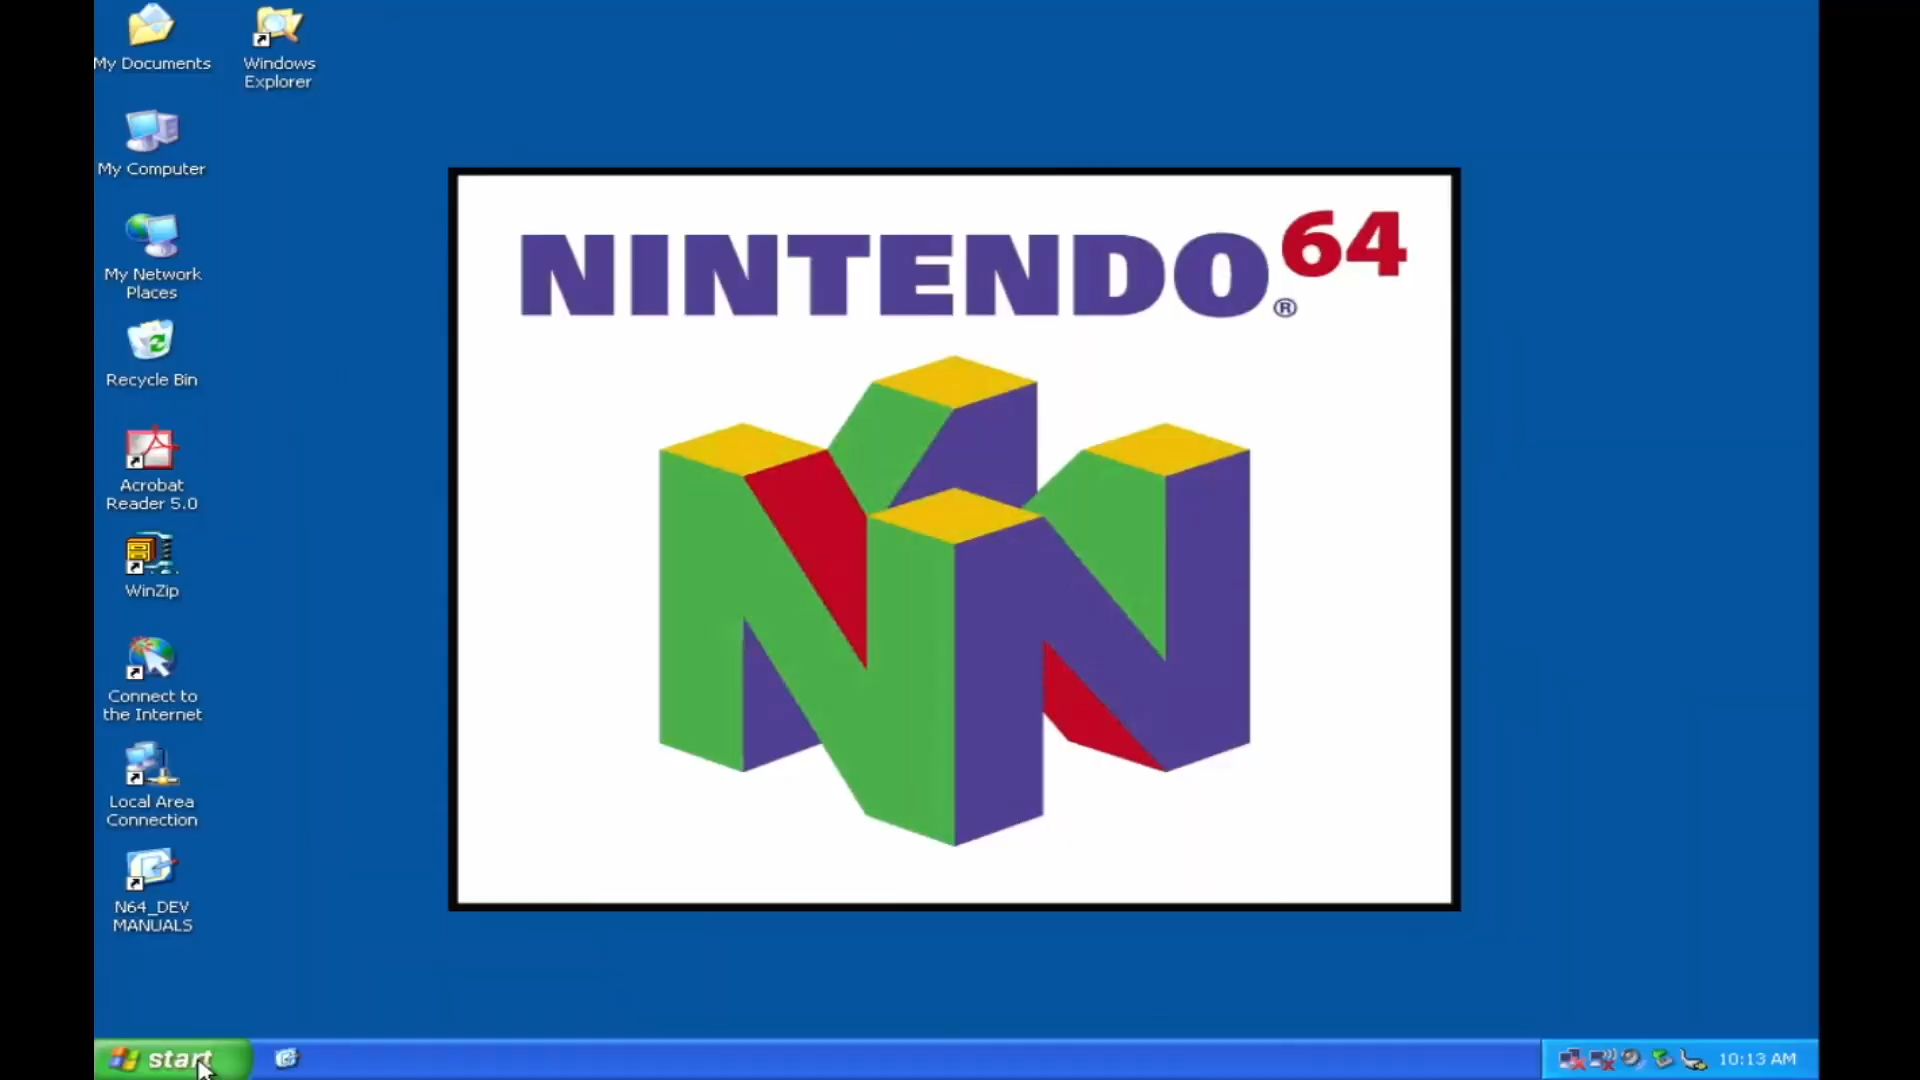 My Documents
Windows
Explorer
My Computer
My Network
Places
Recycle Bin
Acrobat
Reader 5.0
WinZip
Connect to
the Internet
Local Area
Connection
N64_DEV
MANUALS
NINTENDO®64
start
10:13 AM